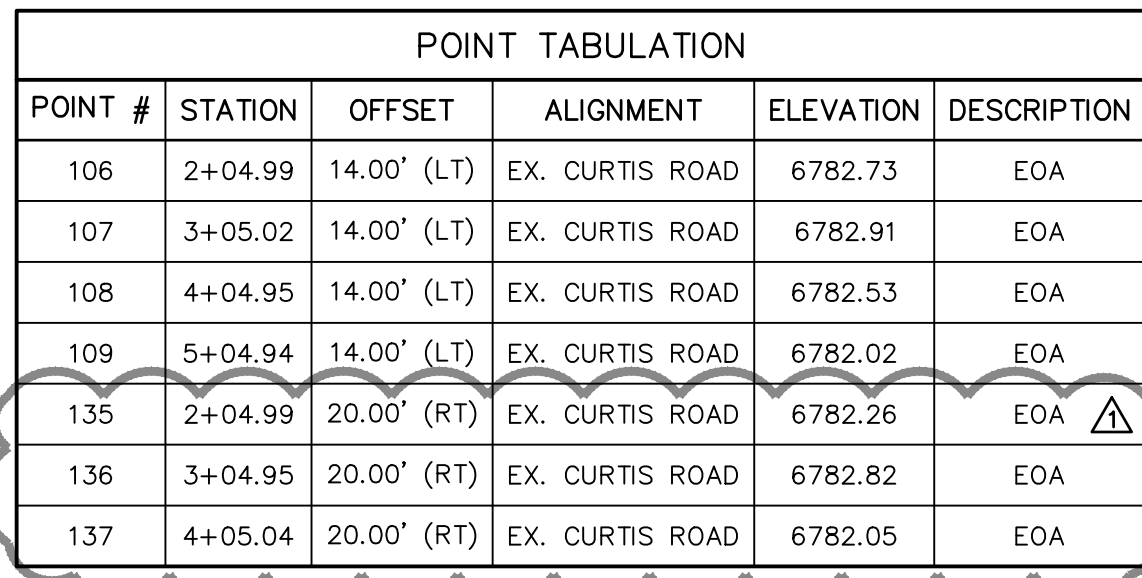 POINT TABULATION
POINT # STATION OFFSET ALIGNMENT ELEVATION DESCRIPTION
106 2+04.99 14.00' (LT) EX. CURTIS ROAD 6782.73 EOA
107 3+05.02 14.00' (LT) EX. CURTIS ROAD 6782.91 EOA
108 4+04.95 14.00' (LT) EX. CURTIS ROAD 6782.53 EOA
109 5+04.94 14.00' (LT) EX. CURTIS ROAD 6782.02 EOA
135 2+04.99 20.00' (RT) EX. CURTIS ROAD 6782.26 EOA 1
136 3+04.95 20.00' (RT) EX. CURTIS ROAD 6782.82 EOA
137 4+05.04 20.00' (RT) EX. CURTIS ROAD 6782.05 EOA